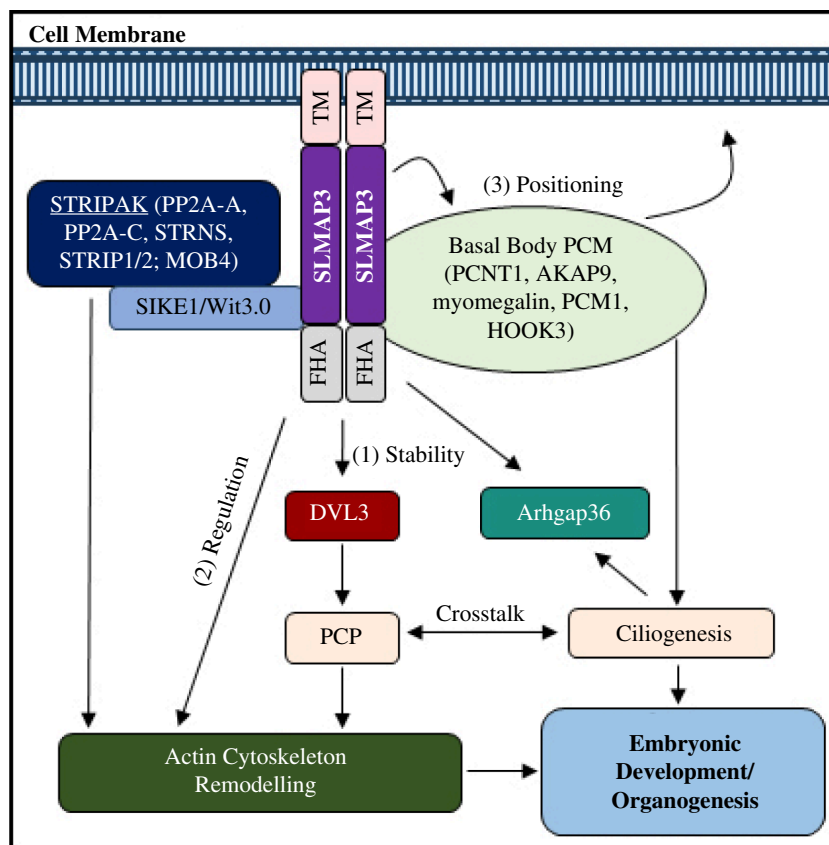 Cell Membrane
TM
TM
SLMAP3
SLMAP3
FHA
FHA
STRIPAK (PP2A-A,
PP2A-C, STRNS,
STRIP1/2; MOB4)
SIKE1/Wit3.0
(3) Positioning
Basal Body PCM
(PCNT1, AKAP9,
myomegalin, PCM1,
HOOK3)
(1) Stability
(2) Regulation
DVL3
Arhgap36
PCP
Crosstalk
Ciliogenesis
Actin Cytoskeleton
Remodelling
Embryonic
Development/
Organogenesis